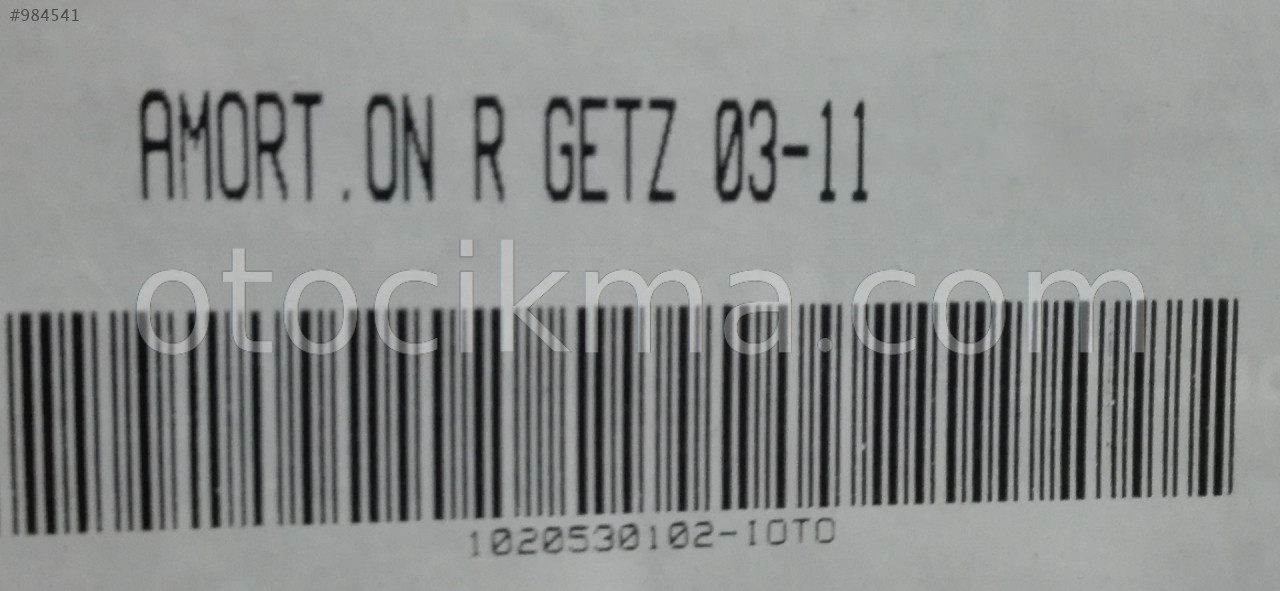 #984541
AMORT.ON R GETZ 03-11
otocikma.com
1020530102-IOTO